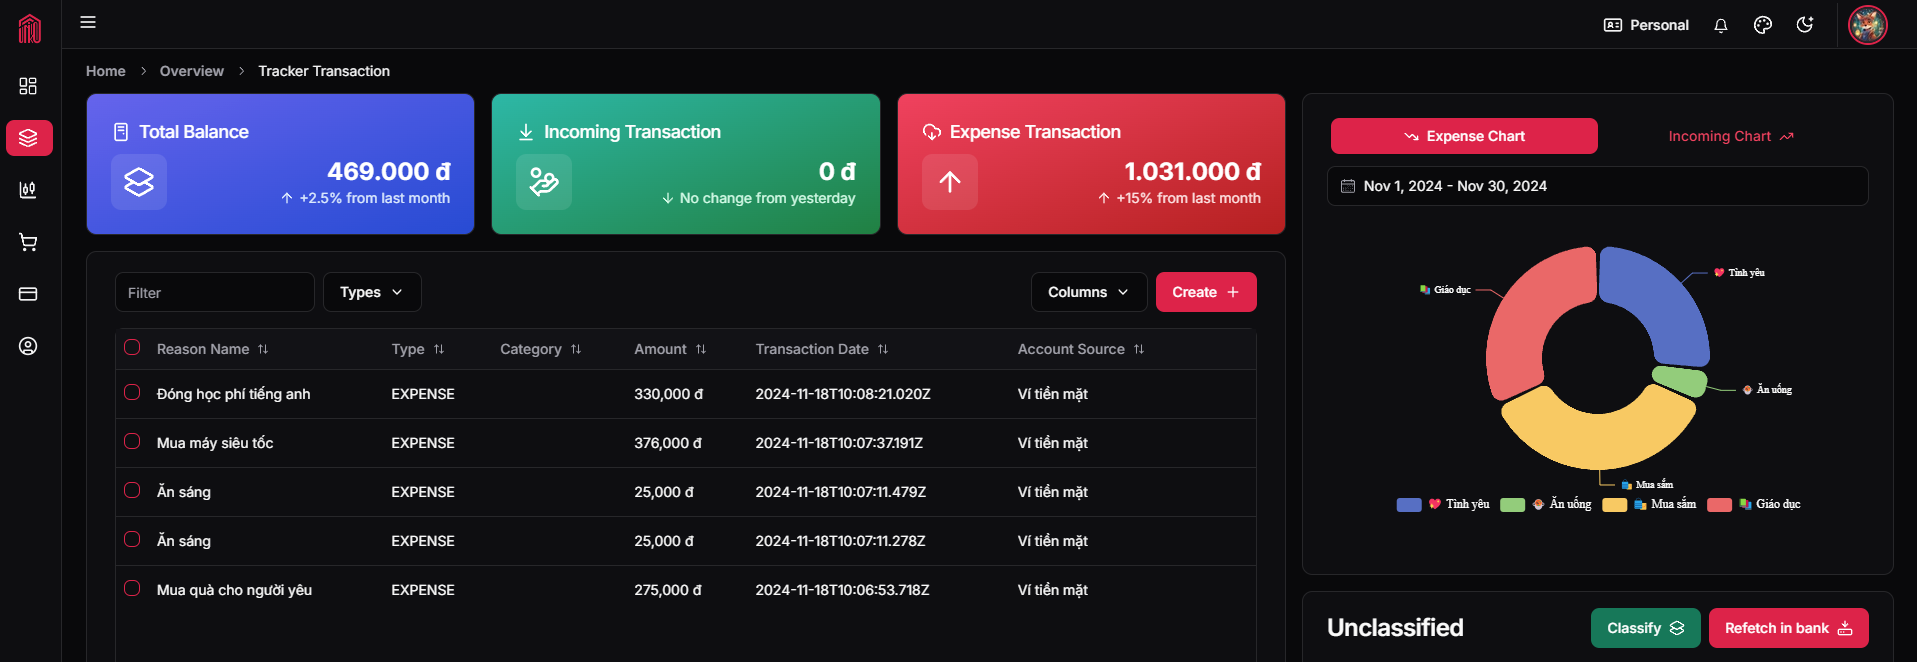 Personal
Home > Overview > Tracker Transaction
Total Balance
469.000 đ
+2.5% from last month
Incoming Transaction
0 đ
No change from yesterday
Expense Transaction
1.031.000 đ
+15% from last month
Filter
Types
Columns
Create +
Reason Name Type Category Amount Transaction Date Account Source
Đóng học phí tiếng anh EXPENSE 330,000 đ 2024-11-18T10:08:21.020Z Ví tiền mặt
Mua máy siêu tốc EXPENSE 376,000 đ 2024-11-18T10:07:37.191Z Ví tiền mặt
Ăn sáng EXPENSE 25,000 đ 2024-11-18T10:07:11.479Z Ví tiền mặt
Ăn sáng EXPENSE 25,000 đ 2024-11-18T10:07:11.278Z Ví tiền mặt
Mua quà cho người yêu EXPENSE 275,000 đ 2024-11-18T10:06:53.718Z Ví tiền mặt
Expense Chart
Incoming Chart
Nov 1, 2024 - Nov 30, 2024
💖 Tình yêu
📚 Giáo dục
🍲 Ăn uống
🛍️ Mua sắm
💖 Tình yêu 🍲 Ăn uống 🛍️ Mua sắm 📚 Giáo dục
Unclassified
Classify
Refetch in bank